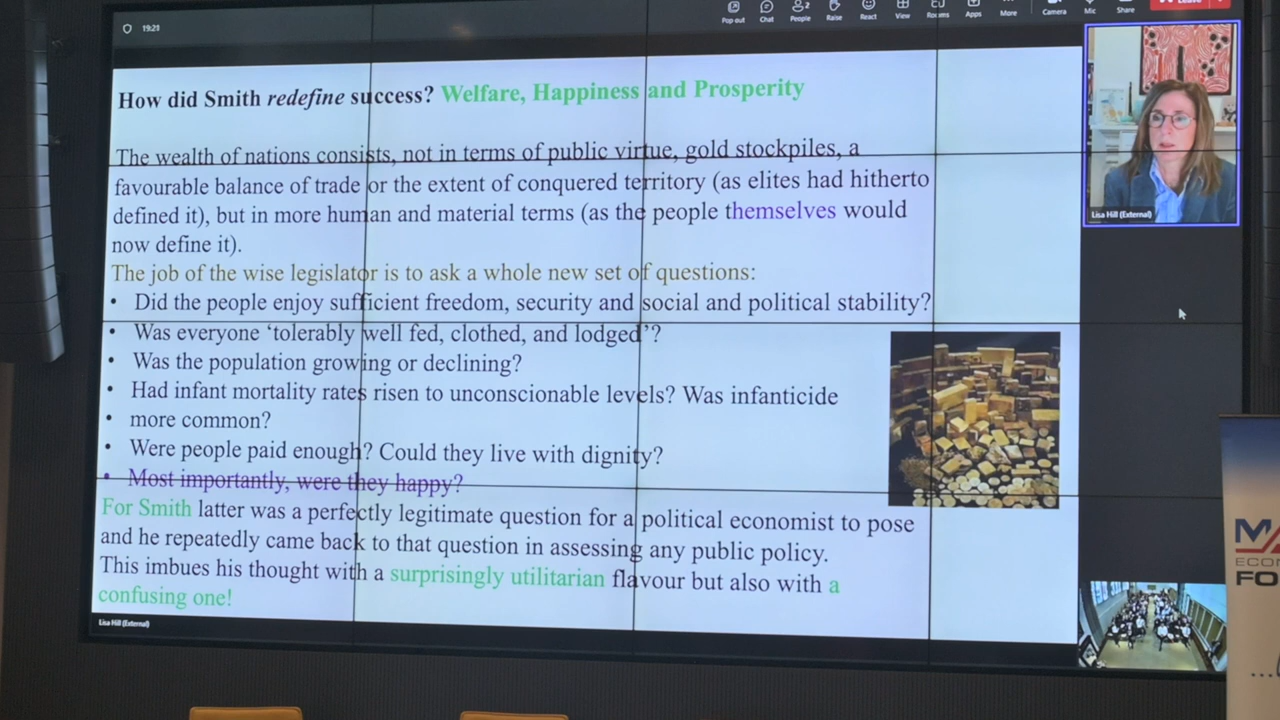 19:21
Pop out
Chat
People
2
Raise
React
View
Rooms
Apps
More
Camera
Mic
Share
Leave
How did Smith redefine success? Welfare, Happiness and Prosperity
The wealth of nations consists, not in terms of public virtue, gold stockpiles, a
favourable balance of trade or the extent of conquered territory (as elites had hitherto
defined it), but in more human and material terms (as the people themselves would
now define it).
The job of the wise legislator is to ask a whole new set of questions:
• Did the people enjoy sufficient freedom, security and social and political stability?
• Was everyone ‘tolerably well fed, clothed, and lodged’?
• Was the population growing or declining?
• Had infant mortality rates risen to unconscionable levels? Was infanticide
• more common?
• Were people paid enough? Could they live with dignity?
• Most importantly, were they happy?
For Smith latter was a perfectly legitimate question for a political economist to pose
and he repeatedly came back to that question in assessing any public policy.
This imbues his thought with a surprisingly utilitarian flavour but also with a
confusing one!
Lisa Hill (External)
Lisa Hill (External)
ECO
FO